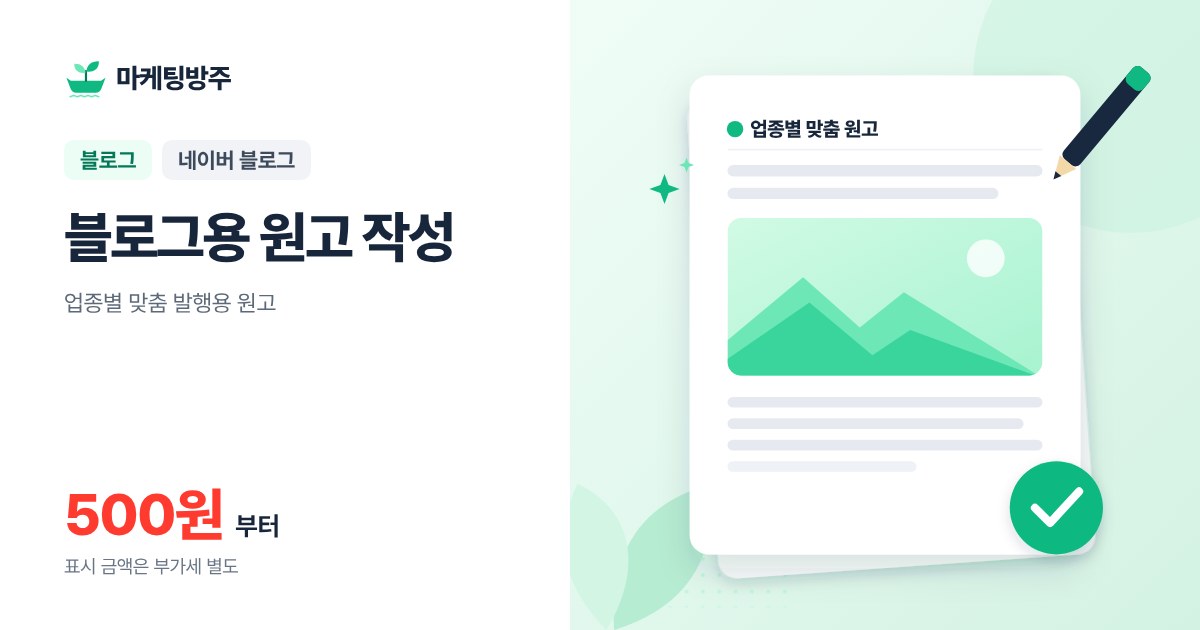 마케팅방주
블로그 네이버 블로그
블로그용 원고 작성
업종별 맞춤 발행용 원고
500원 부터
표시 금액은 부가세 별도
업종별 맞춤 원고